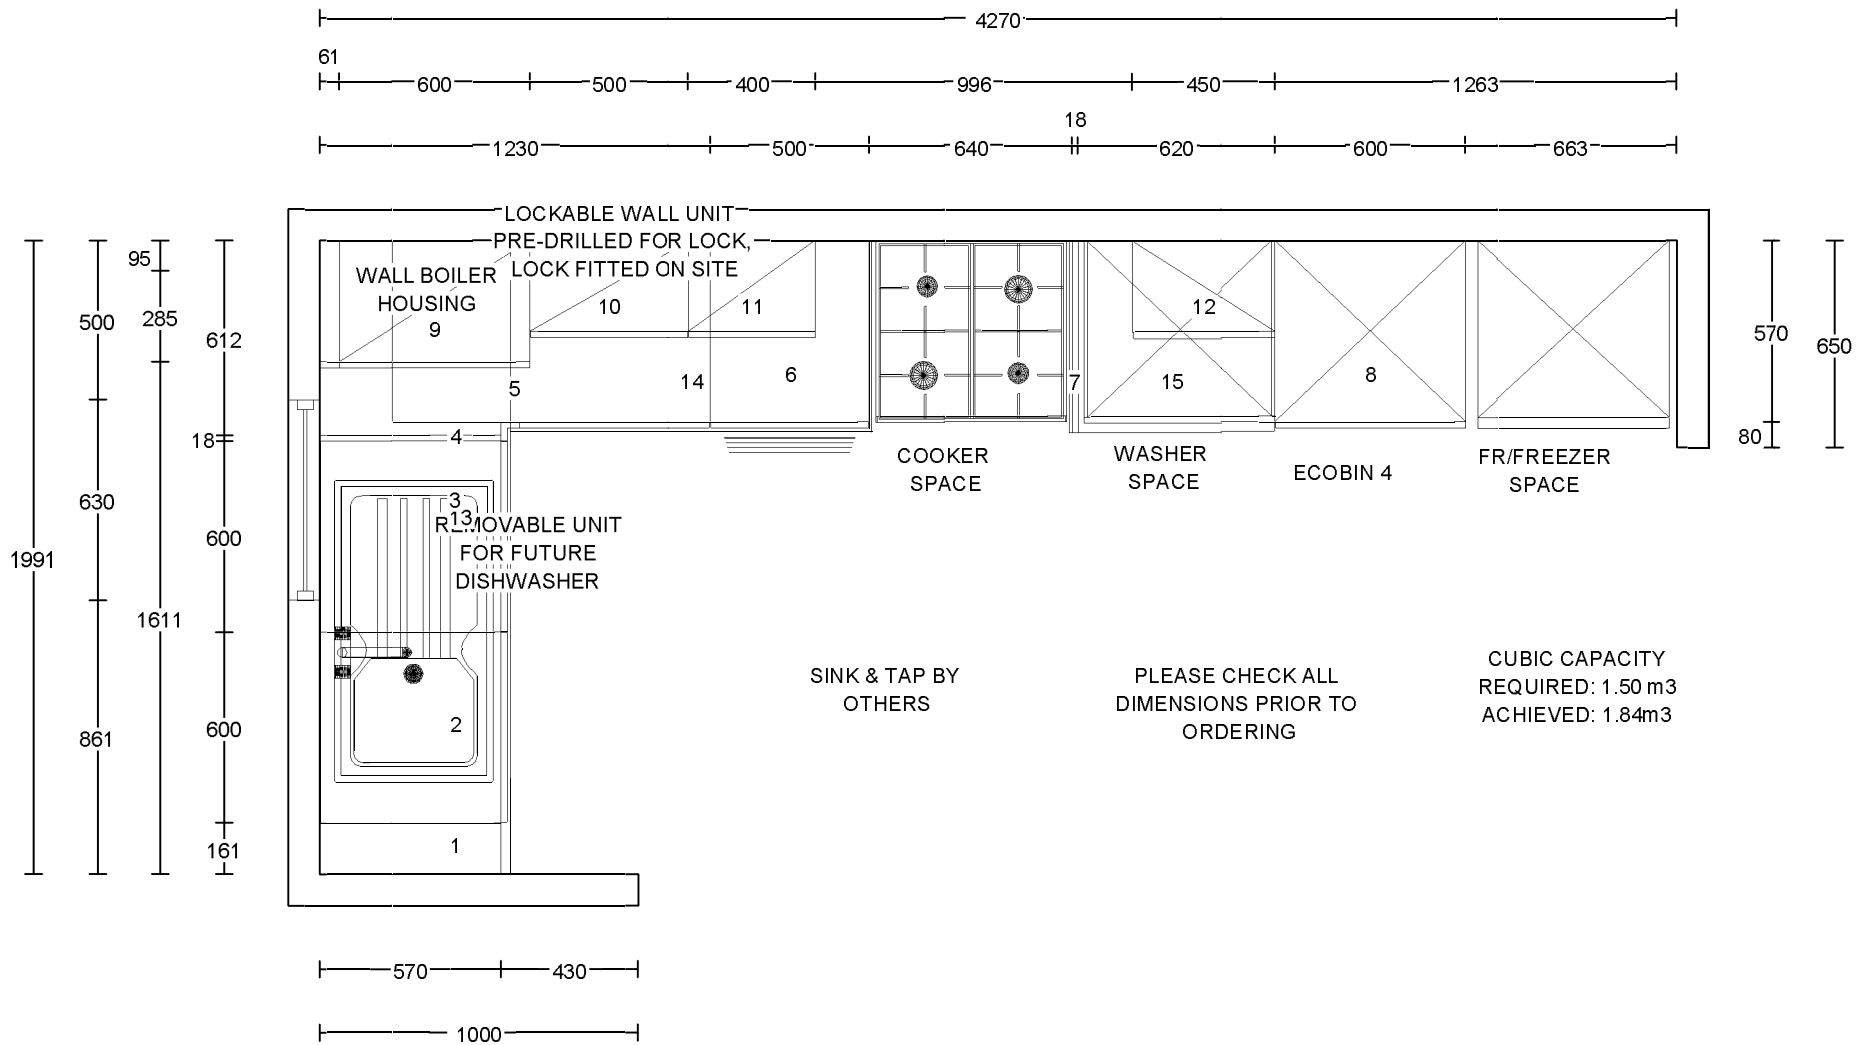 4270
61
600 500 400 996 450 1263
18
1230 500 640 620 600 663
LOCKABLE WALL UNIT
PRE-DRILLED FOR LOCK,
LOCK FITTED ON SITE
WALL BOILER
HOUSING
9
10
11
12
95
285
500
612
570
650
5
14
6
7
15
8
18
4
80
COOKER
SPACE
WASHER
SPACE
ECOBIN 4
FR/FREEZER
SPACE
630
3
13
REMOVABLE UNIT
FOR FUTURE
DISHWASHER
600
1991
1611
SINK & TAP BY
OTHERS
PLEASE CHECK ALL
DIMENSIONS PRIOR TO
ORDERING
CUBIC CAPACITY
REQUIRED: 1.50 m3
ACHIEVED: 1.84m3
861
600
2
161
1
570 430
1000